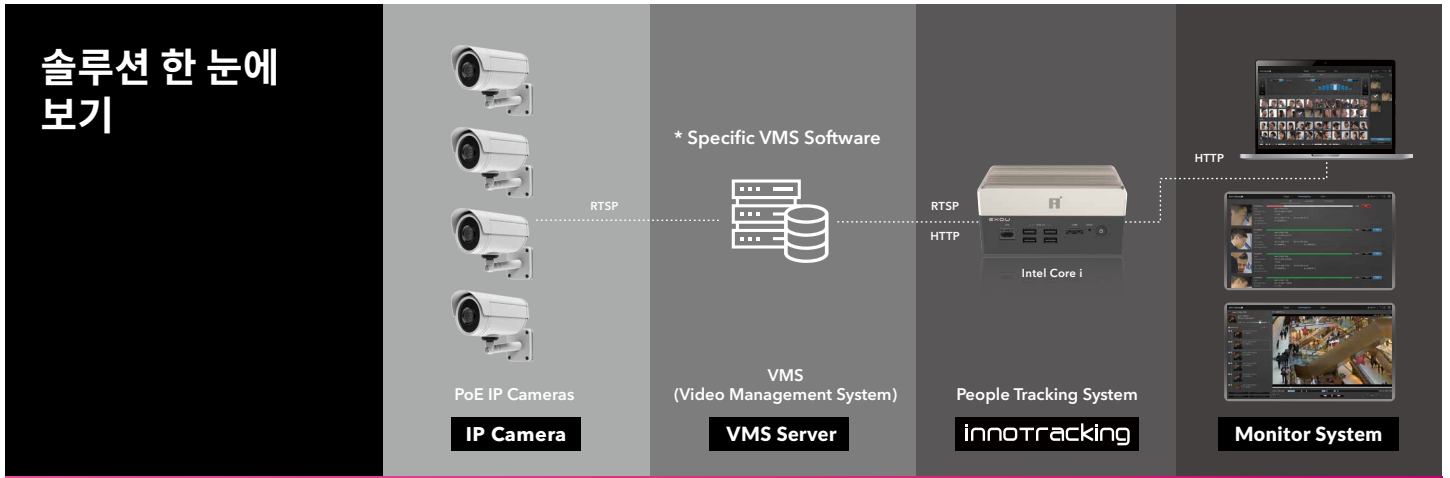 솔루션 한 눈에
보기
RTSP
PoE IP Cameras
IP Camera
* Specific VMS Software
VMS
(Video Management System)
VMS Server
RTSP
HTTP
Intel Core i
People Tracking System
innotracking
HTTP
Monitor System